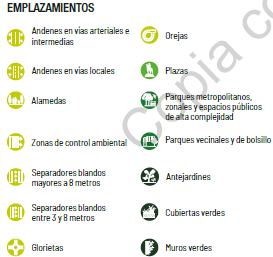 EMPLAZAMIENTOS
Andenes en vías arteriales e
intermedias
Andenes en vías locales
Alamedas
Zonas de control ambiental
Separadores blandos
mayores a 8 metros
Separadores blandos
entre 3 y 8 metros
Glorietas
Orejas
Plazas
Parques metropolitanos,
zonales y espacios públicos
de alta complejidad
Parques vecinales y de bolsillo
Antejardines
Cubiertas verdes
Muros verdes
Copia co